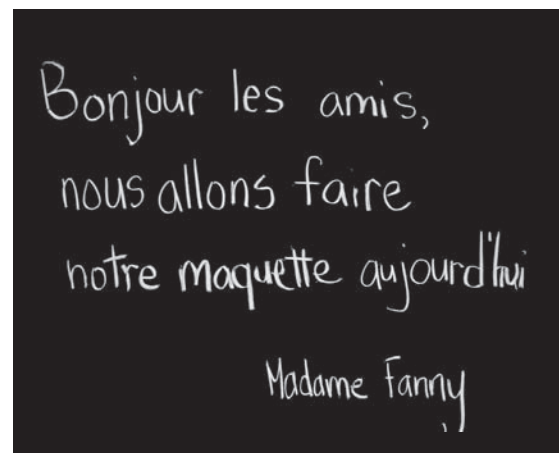 Bonjour les amis,
nous allons faire
notre maquette aujourd'hui
Madame Fanny